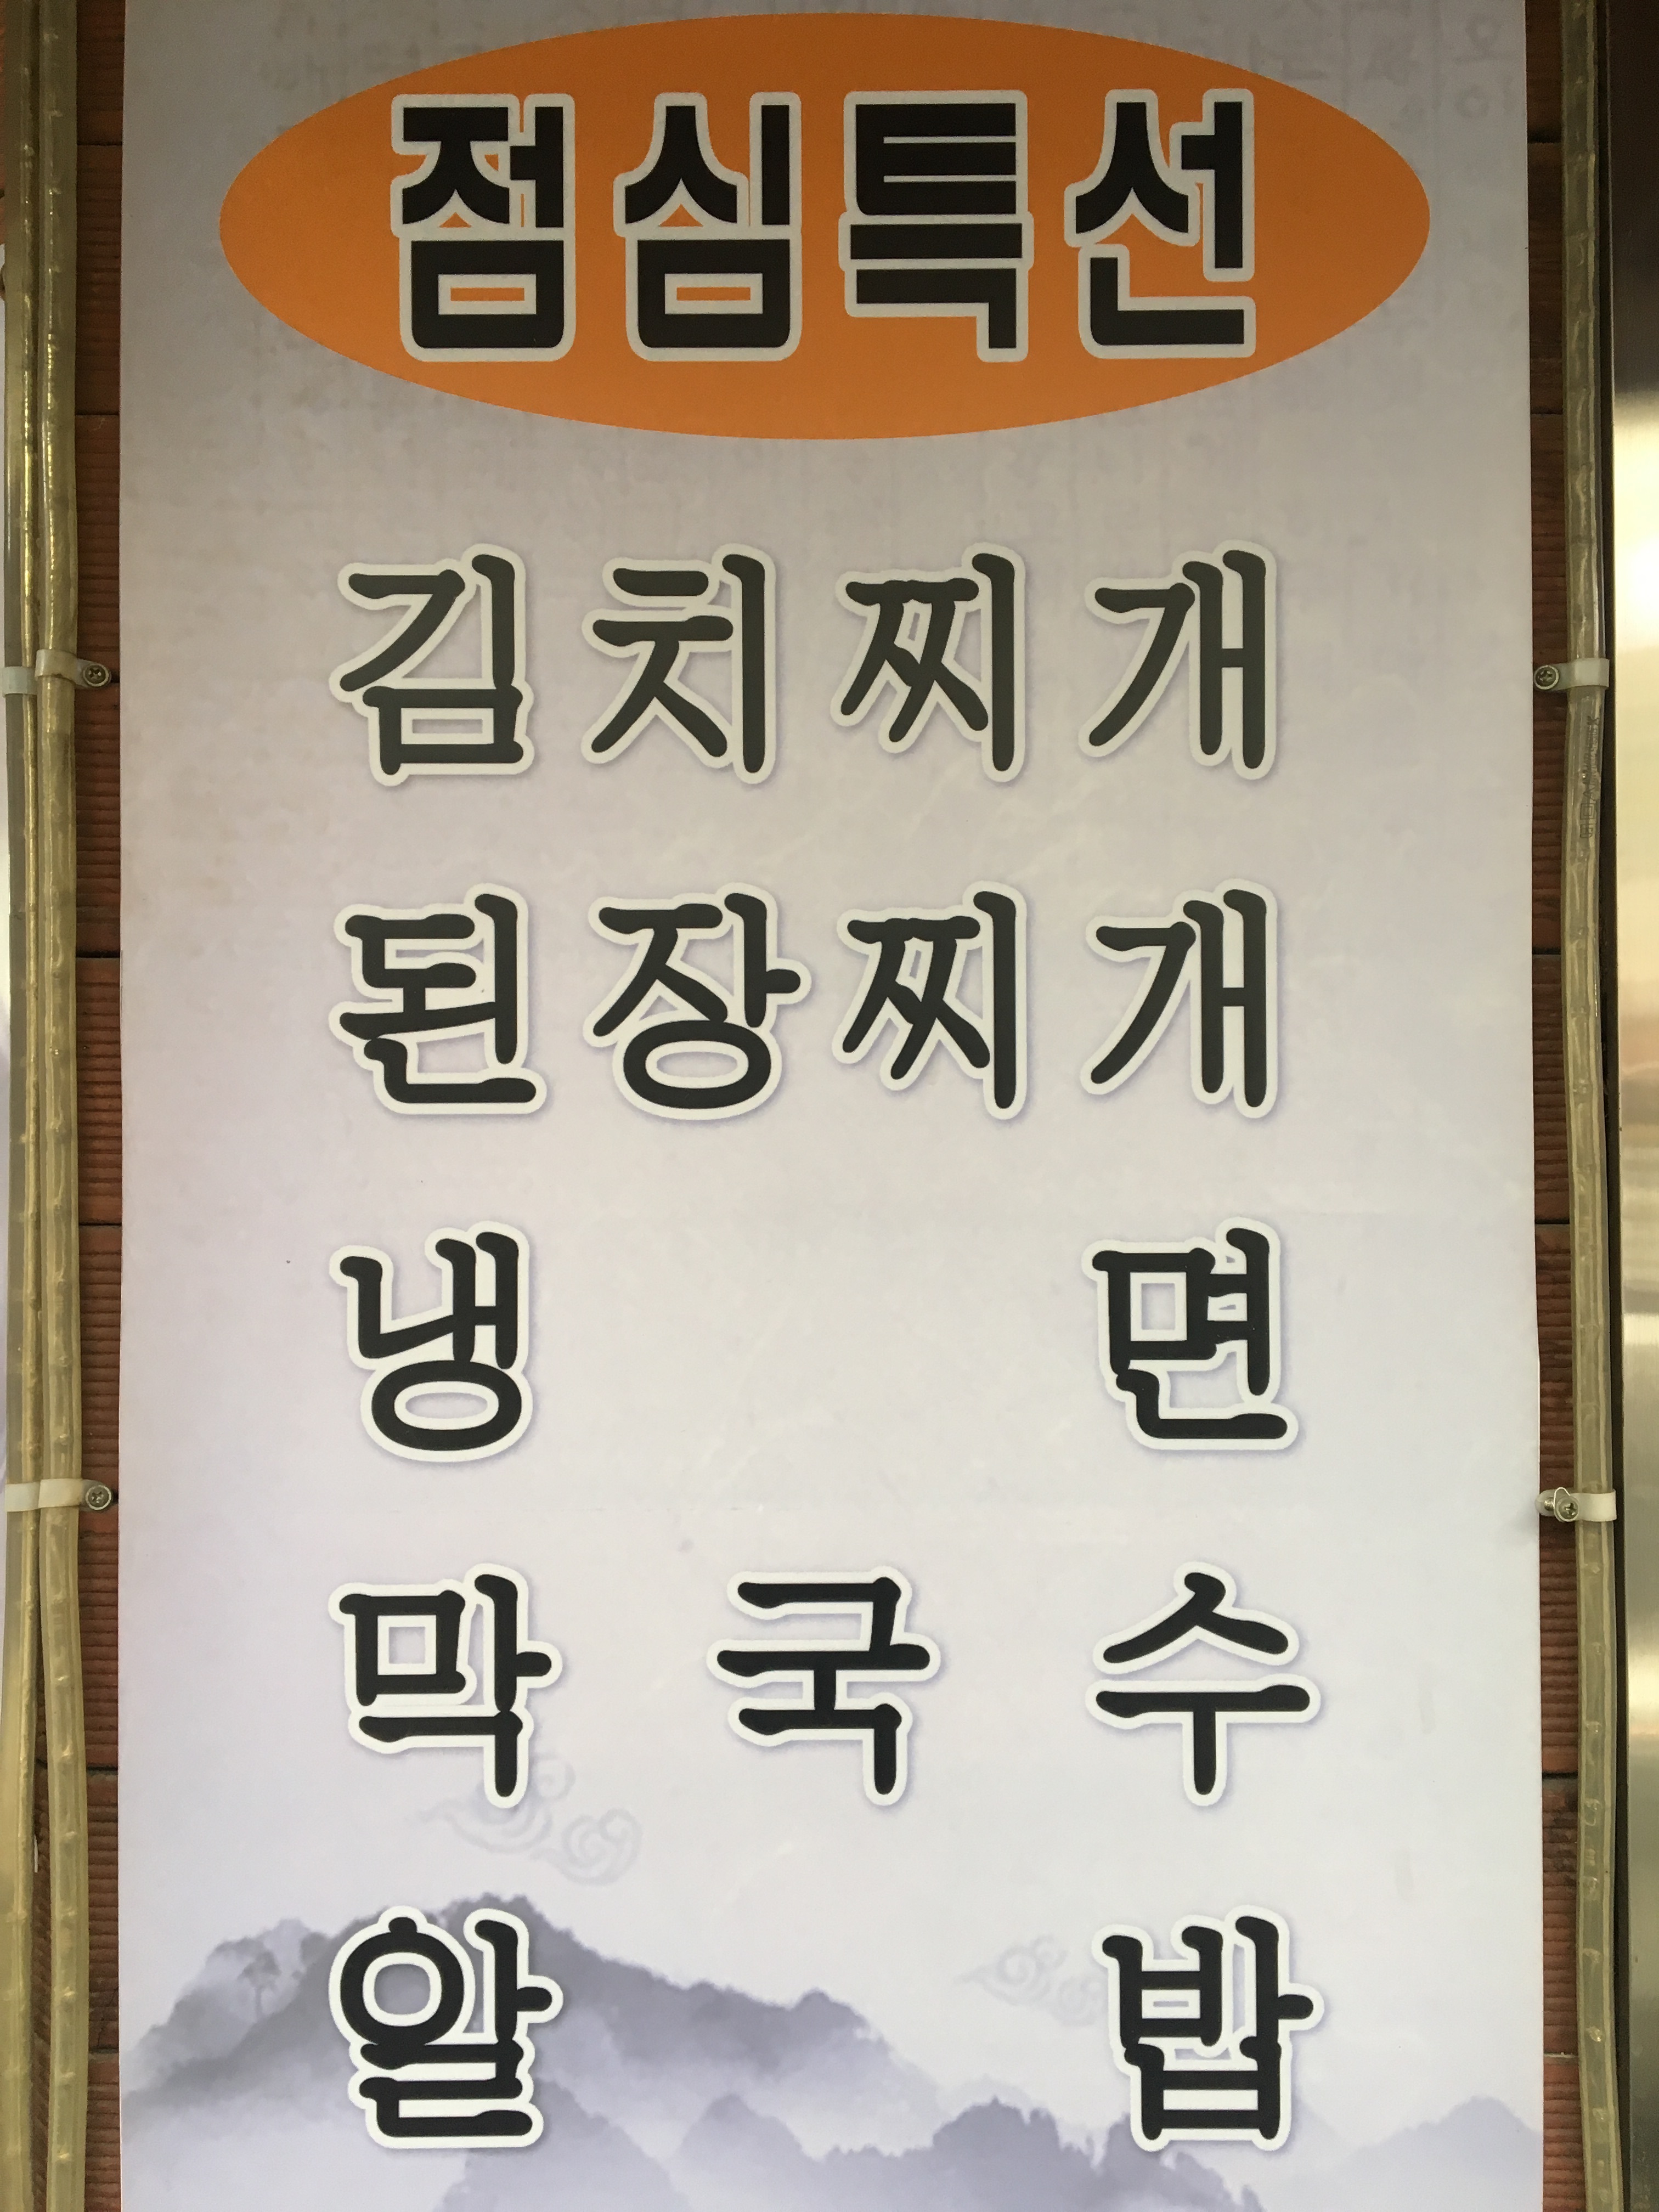 점심특선
김치찌개
된장찌개
냉 면
막 국 수
알 밥